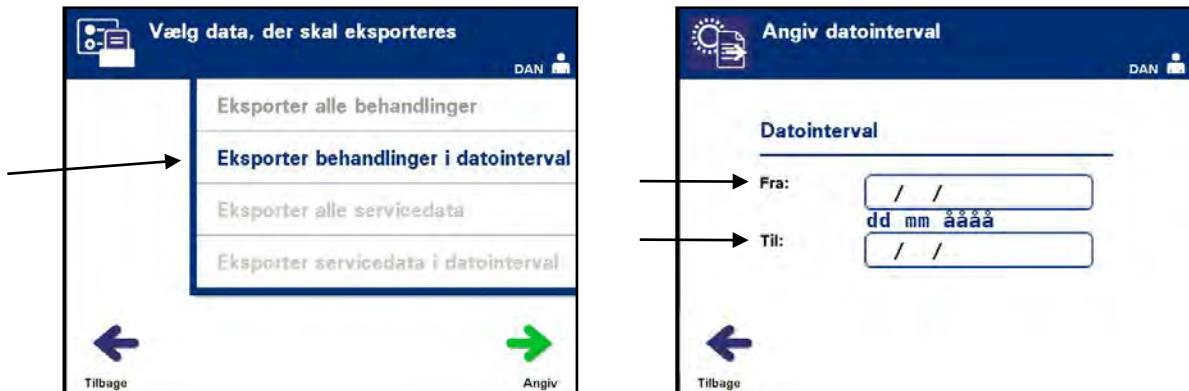 Vælg data, der skal eksporteres
DAN
Eksporter alle behandlinger
Eksporter behandlinger i datointerval
Eksporter alle servicedata
Eksporter servicedata i datointerval
Tilbage
Angiv
Angiv datointerval
DAN
Datointerval
Fra:
/ /
dd mm åååå
Til:
/ /
Tilbage